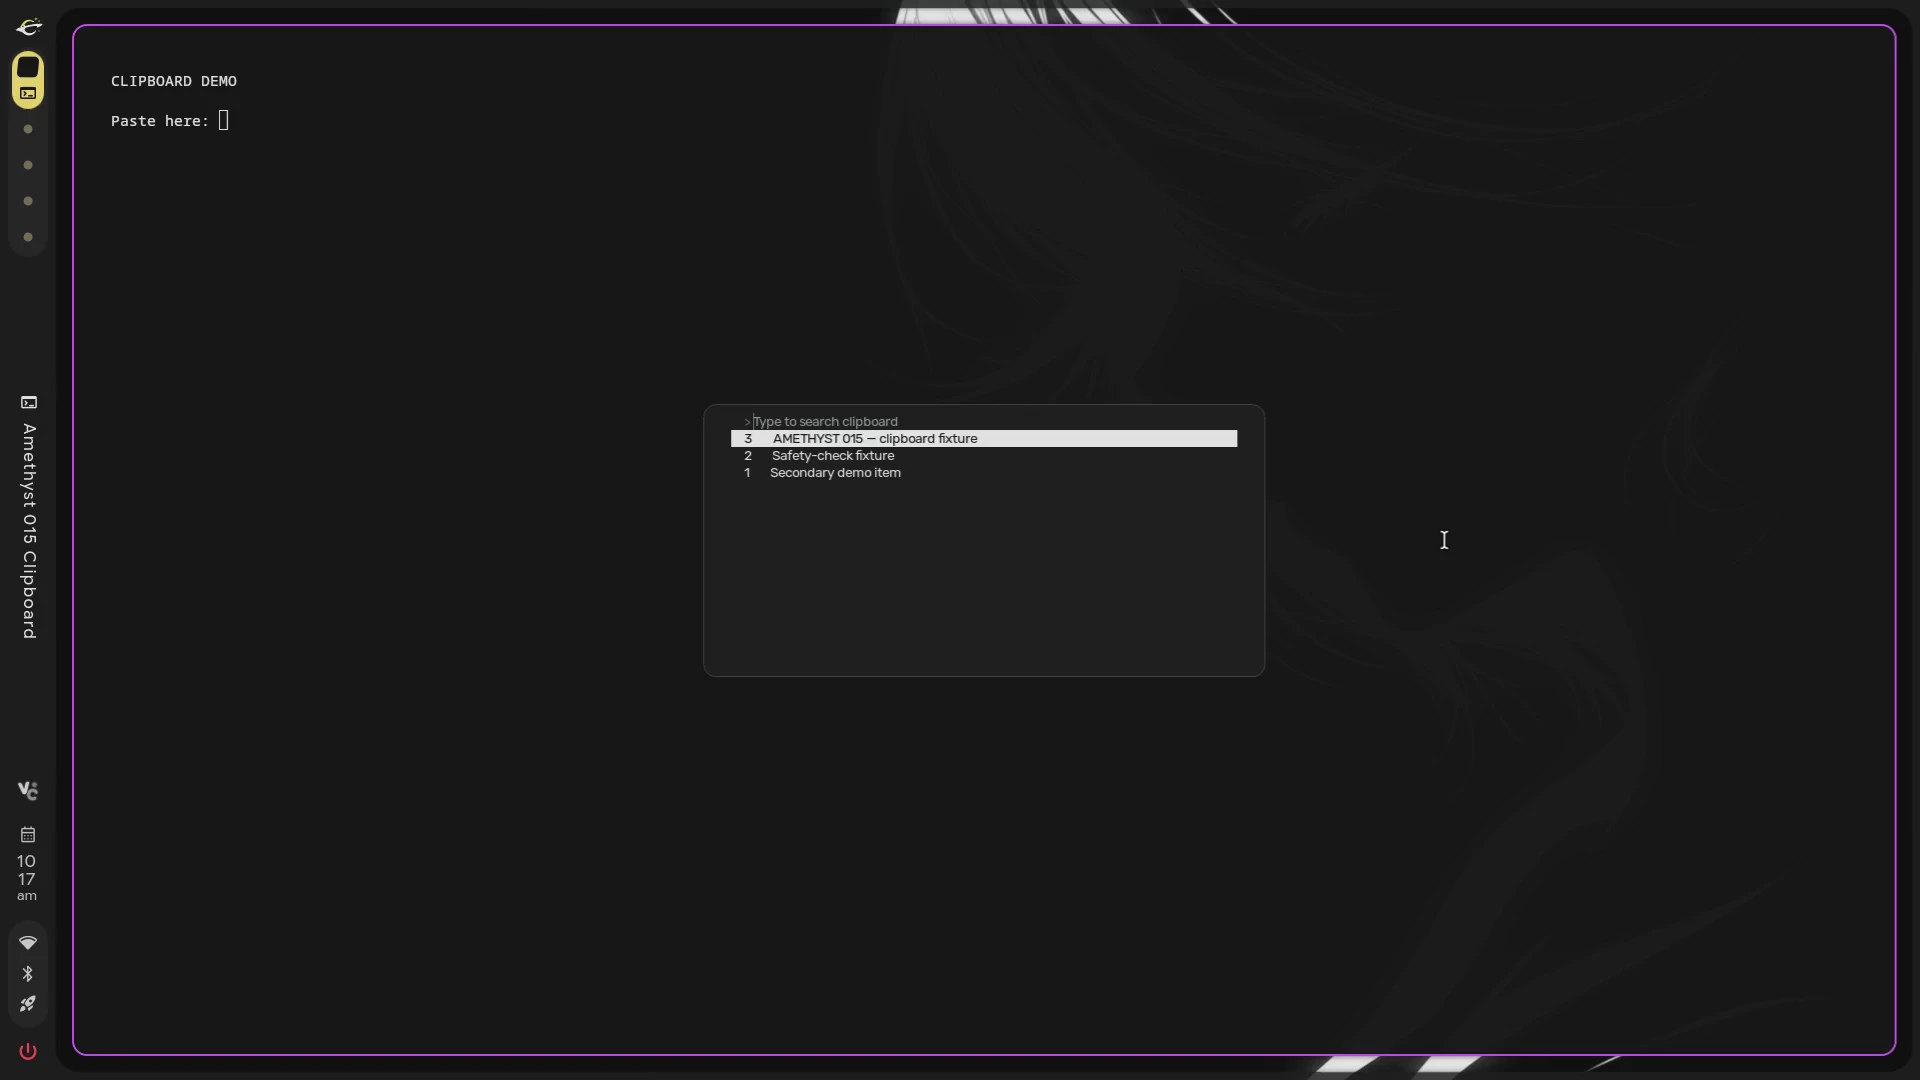 CLIPBOARD DEMO
Paste here:
>Type to search clipboard
3 AMETHYST 015 — clipboard fixture
2 Safety-check fixture
1 Secondary demo item
Amethyst 015 Clipboard
10
17
am